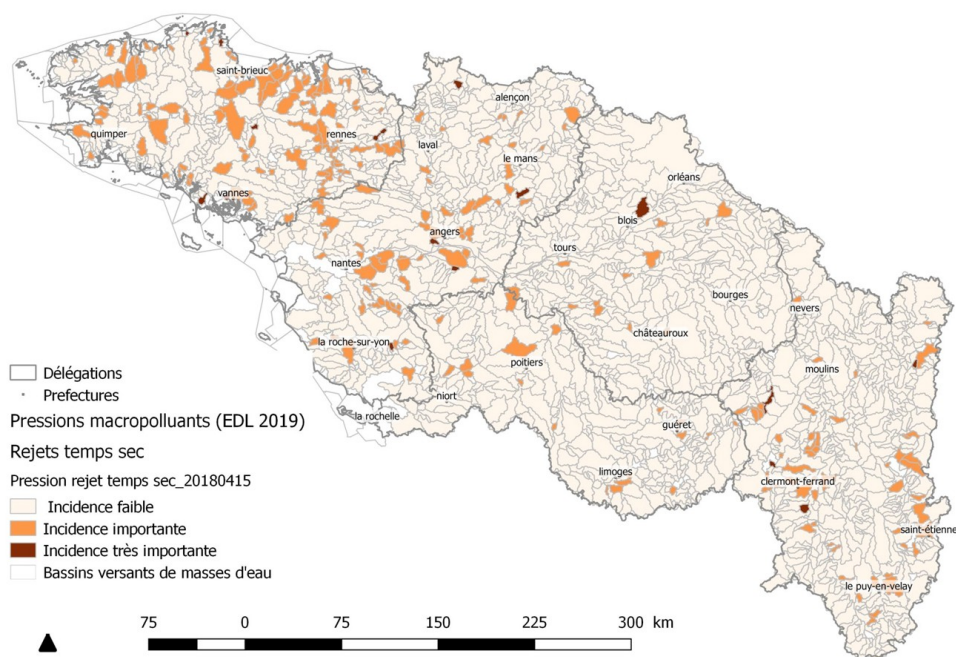 saint-brieuc
alençon
quimper
rennes
laval
le mans
orléans
vannes
blois
angers
tours
nantes
bourges
nevers
châteauroux
la roche-sur-yon
poitiers
moulins
niort
la rochelle
guéret
limoges
clermont-ferrand
saint-étienne
le puy-en-velay
Délégations
Prefectures
Pressions macropolluants (EDL 2019)
Rejets temps sec
Pression rejet temps sec_20180415
Incidence faible
Incidence importante
Incidence très importante
Bassins versants de masses d'eau
75 0 75 150 225 300 km